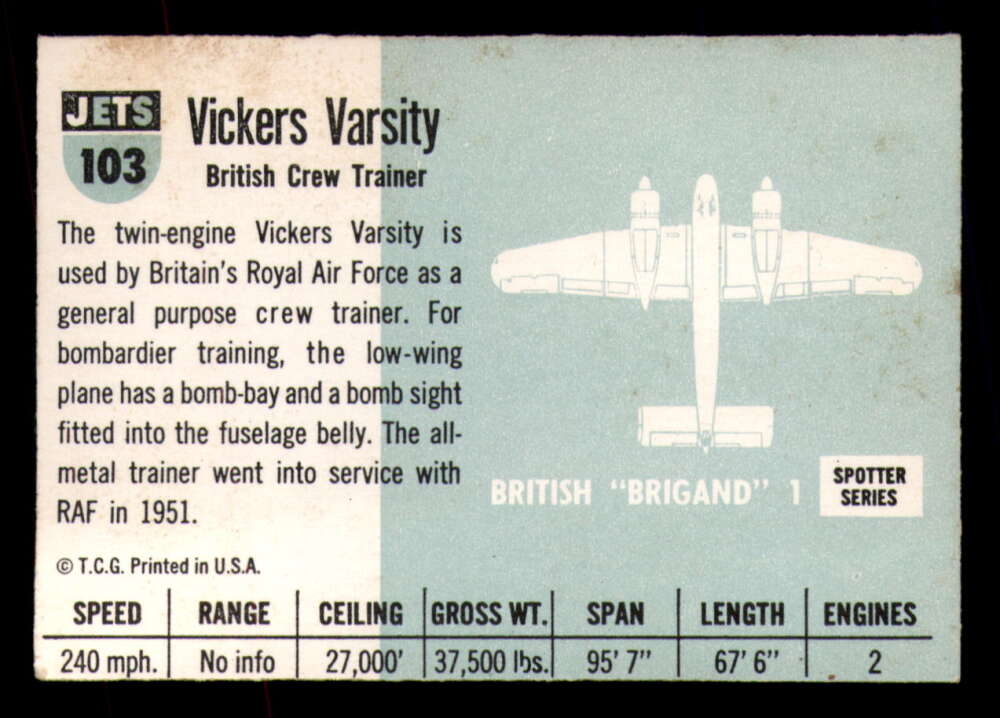 JETS
103
Vickers Varsity
British Crew Trainer
The twin-engine Vickers Varsity is
used by Britain's Royal Air Force as a
general purpose crew trainer. For
bombardier training, the low-wing
plane has a bomb-bay and a bomb sight
fitted into the fuselage belly. The all-
metal trainer went into service with
RAF in 1951.
© T.C.G. Printed in U.S.A.
BRITISH "BRIGAND" 1
SPOTTER
SERIES
SPEED RANGE CEILING GROSS WT. SPAN LENGTH ENGINES
240 mph. No info 27,000' 37,500 lbs. 95' 7" 67' 6" 2